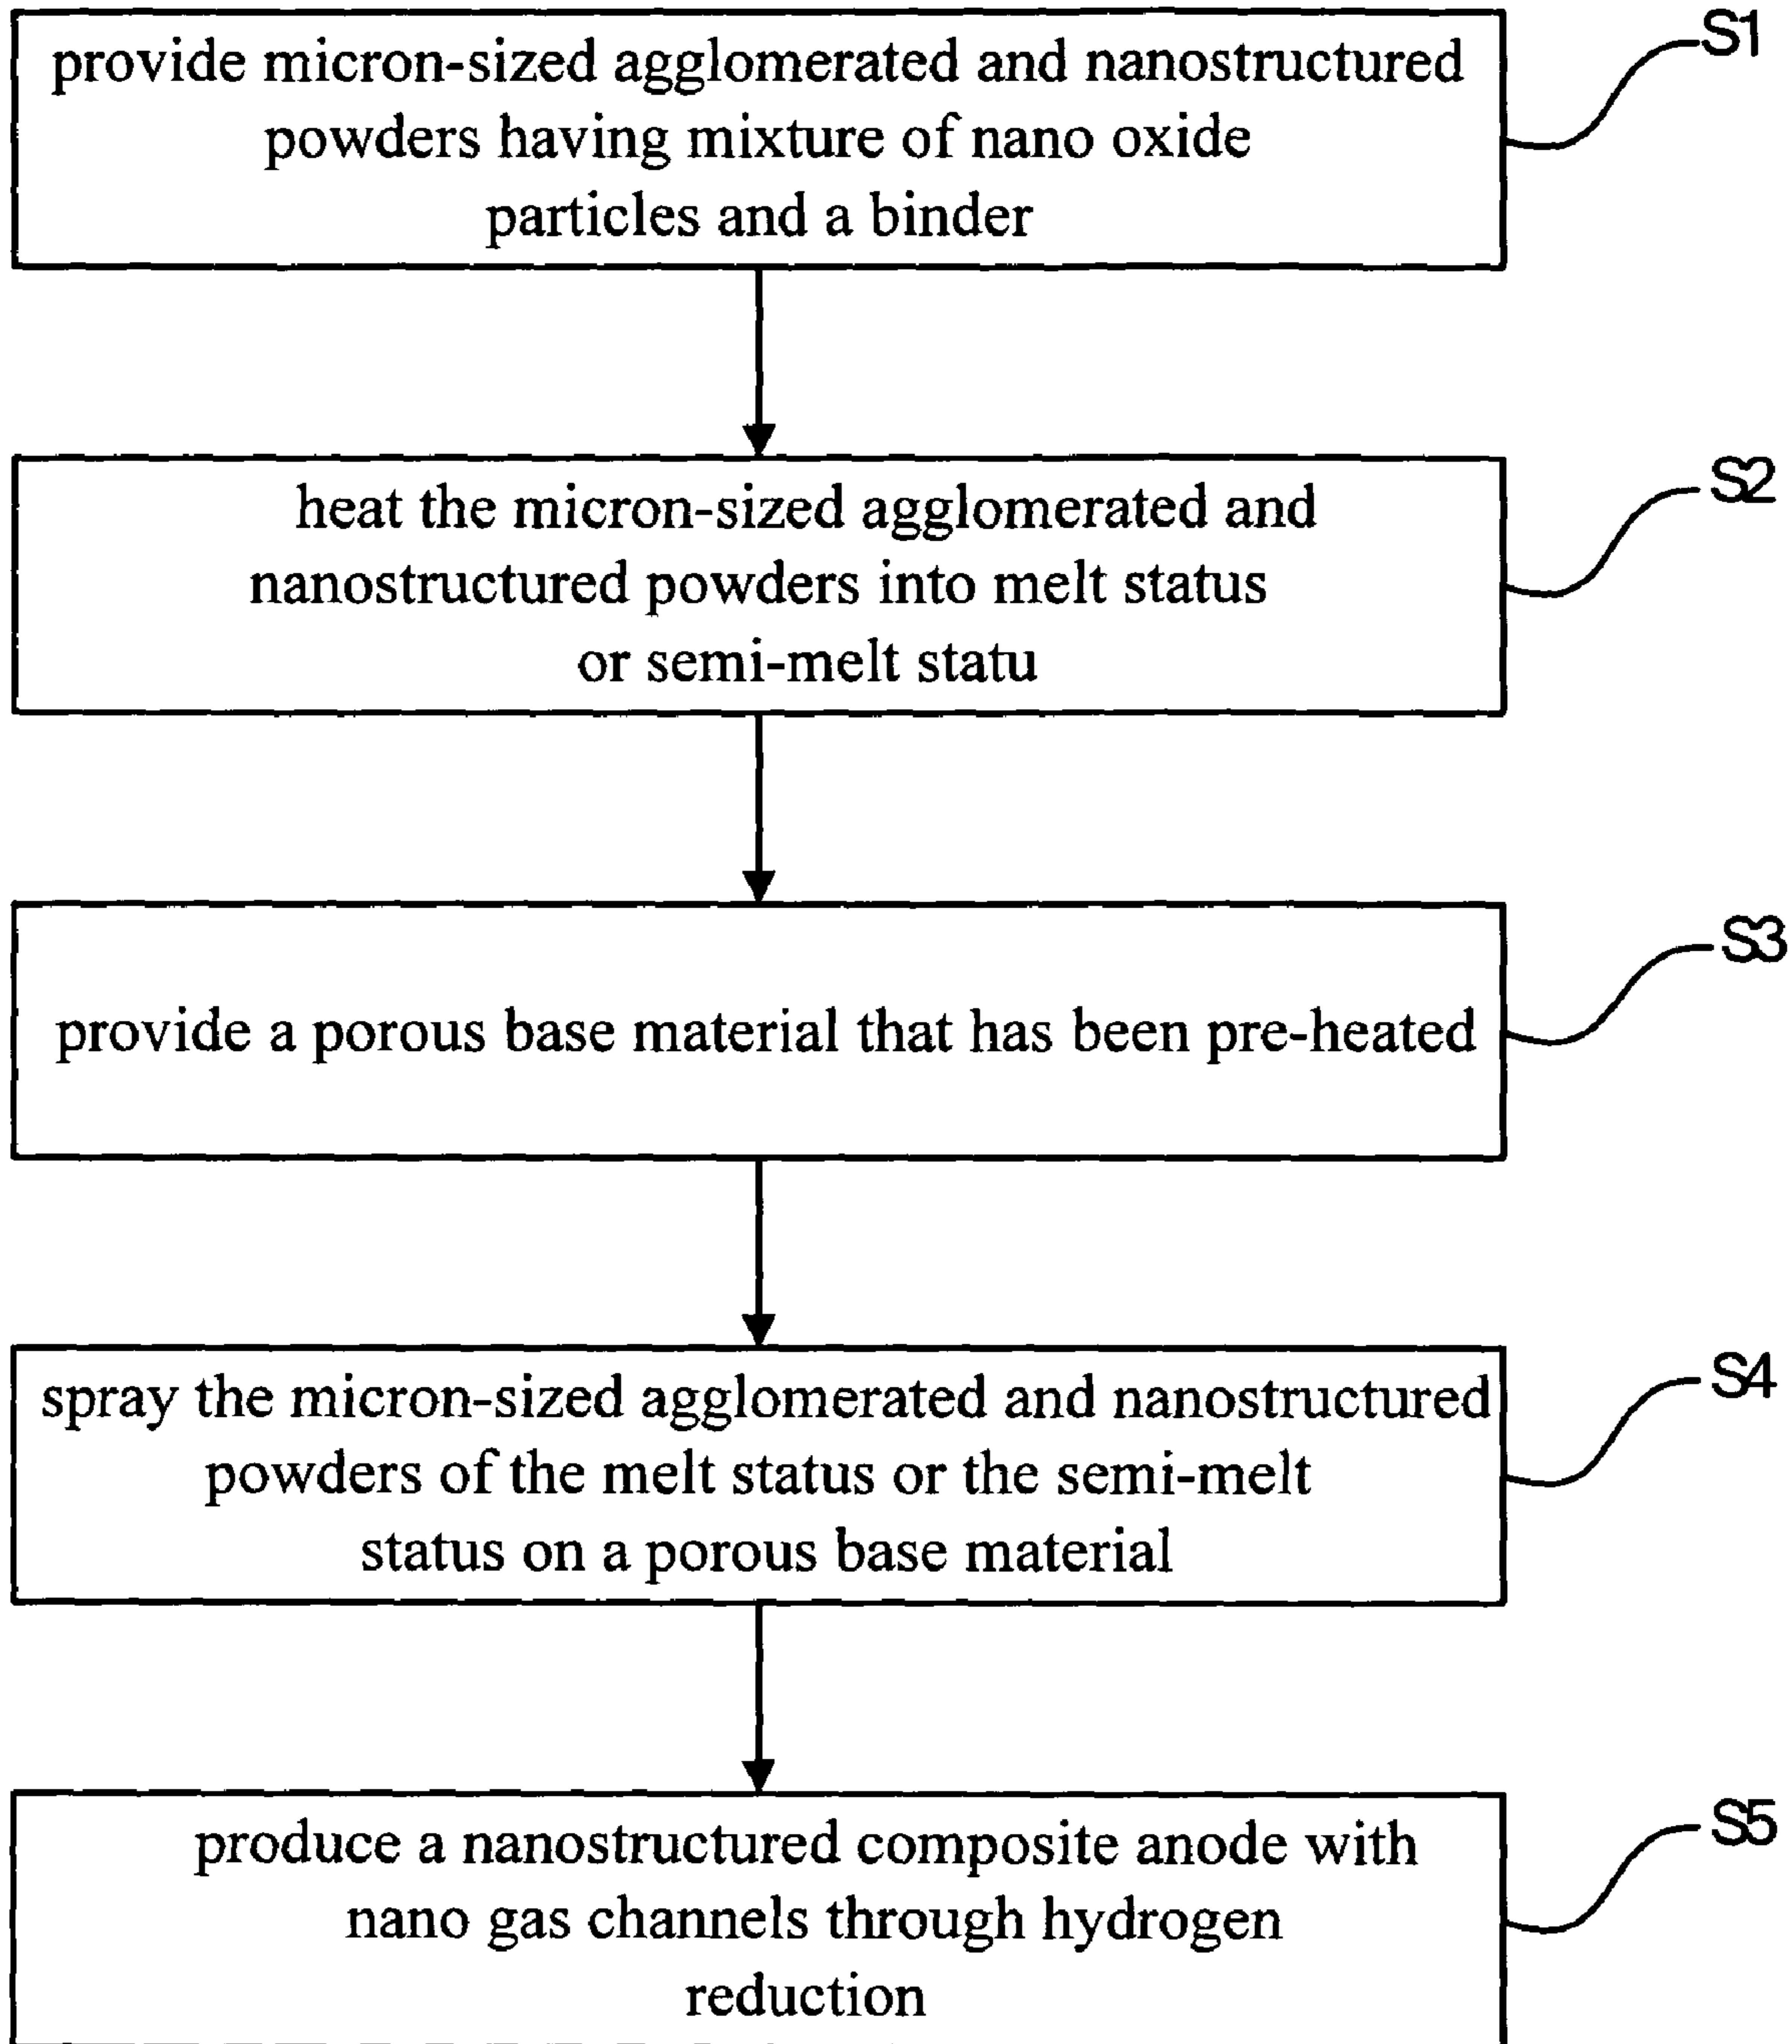 S1
provide micron-sized agglomerated and nanostructured
powders having mixture of nano oxide
particles and a binder
S2
heat the micron-sized agglomerated and
nanostructured powders into melt status
or semi-melt statu
S3
provide a porous base material that has been pre-heated
S4
spray the micron-sized agglomerated and nanostructured
powders of the melt status or the semi-melt
status on a porous base material
S5
produce a nanostructured composite anode with
nano gas channels through hydrogen
reduction